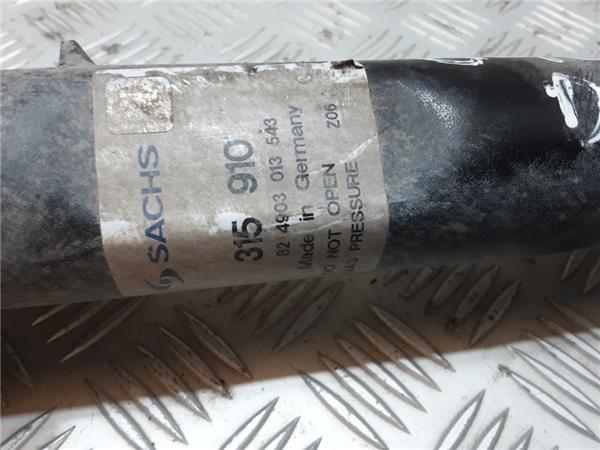 SACHS
315 910
82 4903 013 543
Made in Germany
DO NOT OPEN Z06
GAS PRESSURE